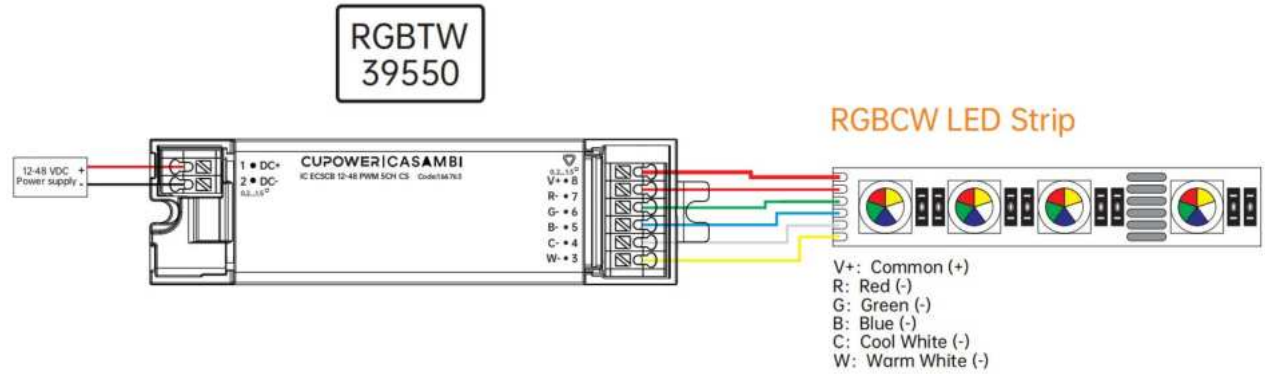 RGBTW
39550
RGBCW LED Strip
12-48 VDC +
Power supply -
1 • DC+
2 • DC-
0,2...1,5□
CUPOWER|CASAMBI
IC ECSCB 12-48 PWM 5CH CS Code:166763
0,2...1,5□
V+ • 8
R- • 7
G- • 6
B- • 5
C- • 4
W- • 3
V+: Common (+)
R: Red (-)
G: Green (-)
B: Blue (-)
C: Cool White (-)
W: Warm White (-)